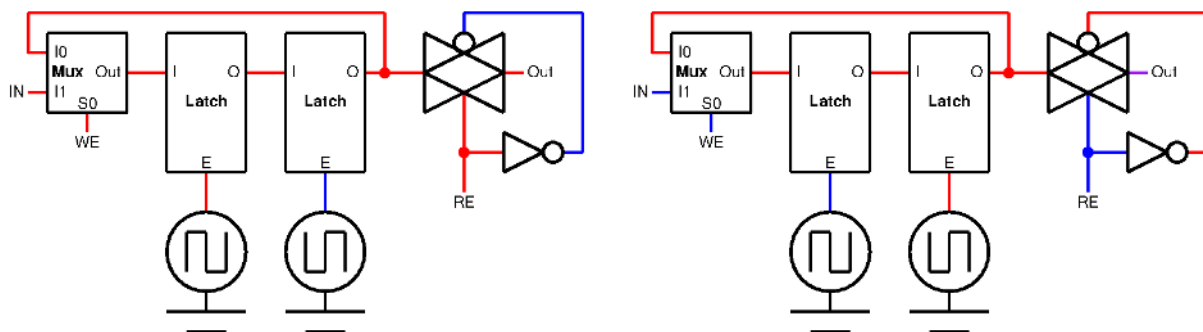 I0
Mux Out
I1
S0
IN
WE
I O
Latch
E
I O
Latch
E
Out
RE
I0
Mux Out
I1
S0
IN
WE
I O
Latch
E
I O
Latch
E
Out
RE